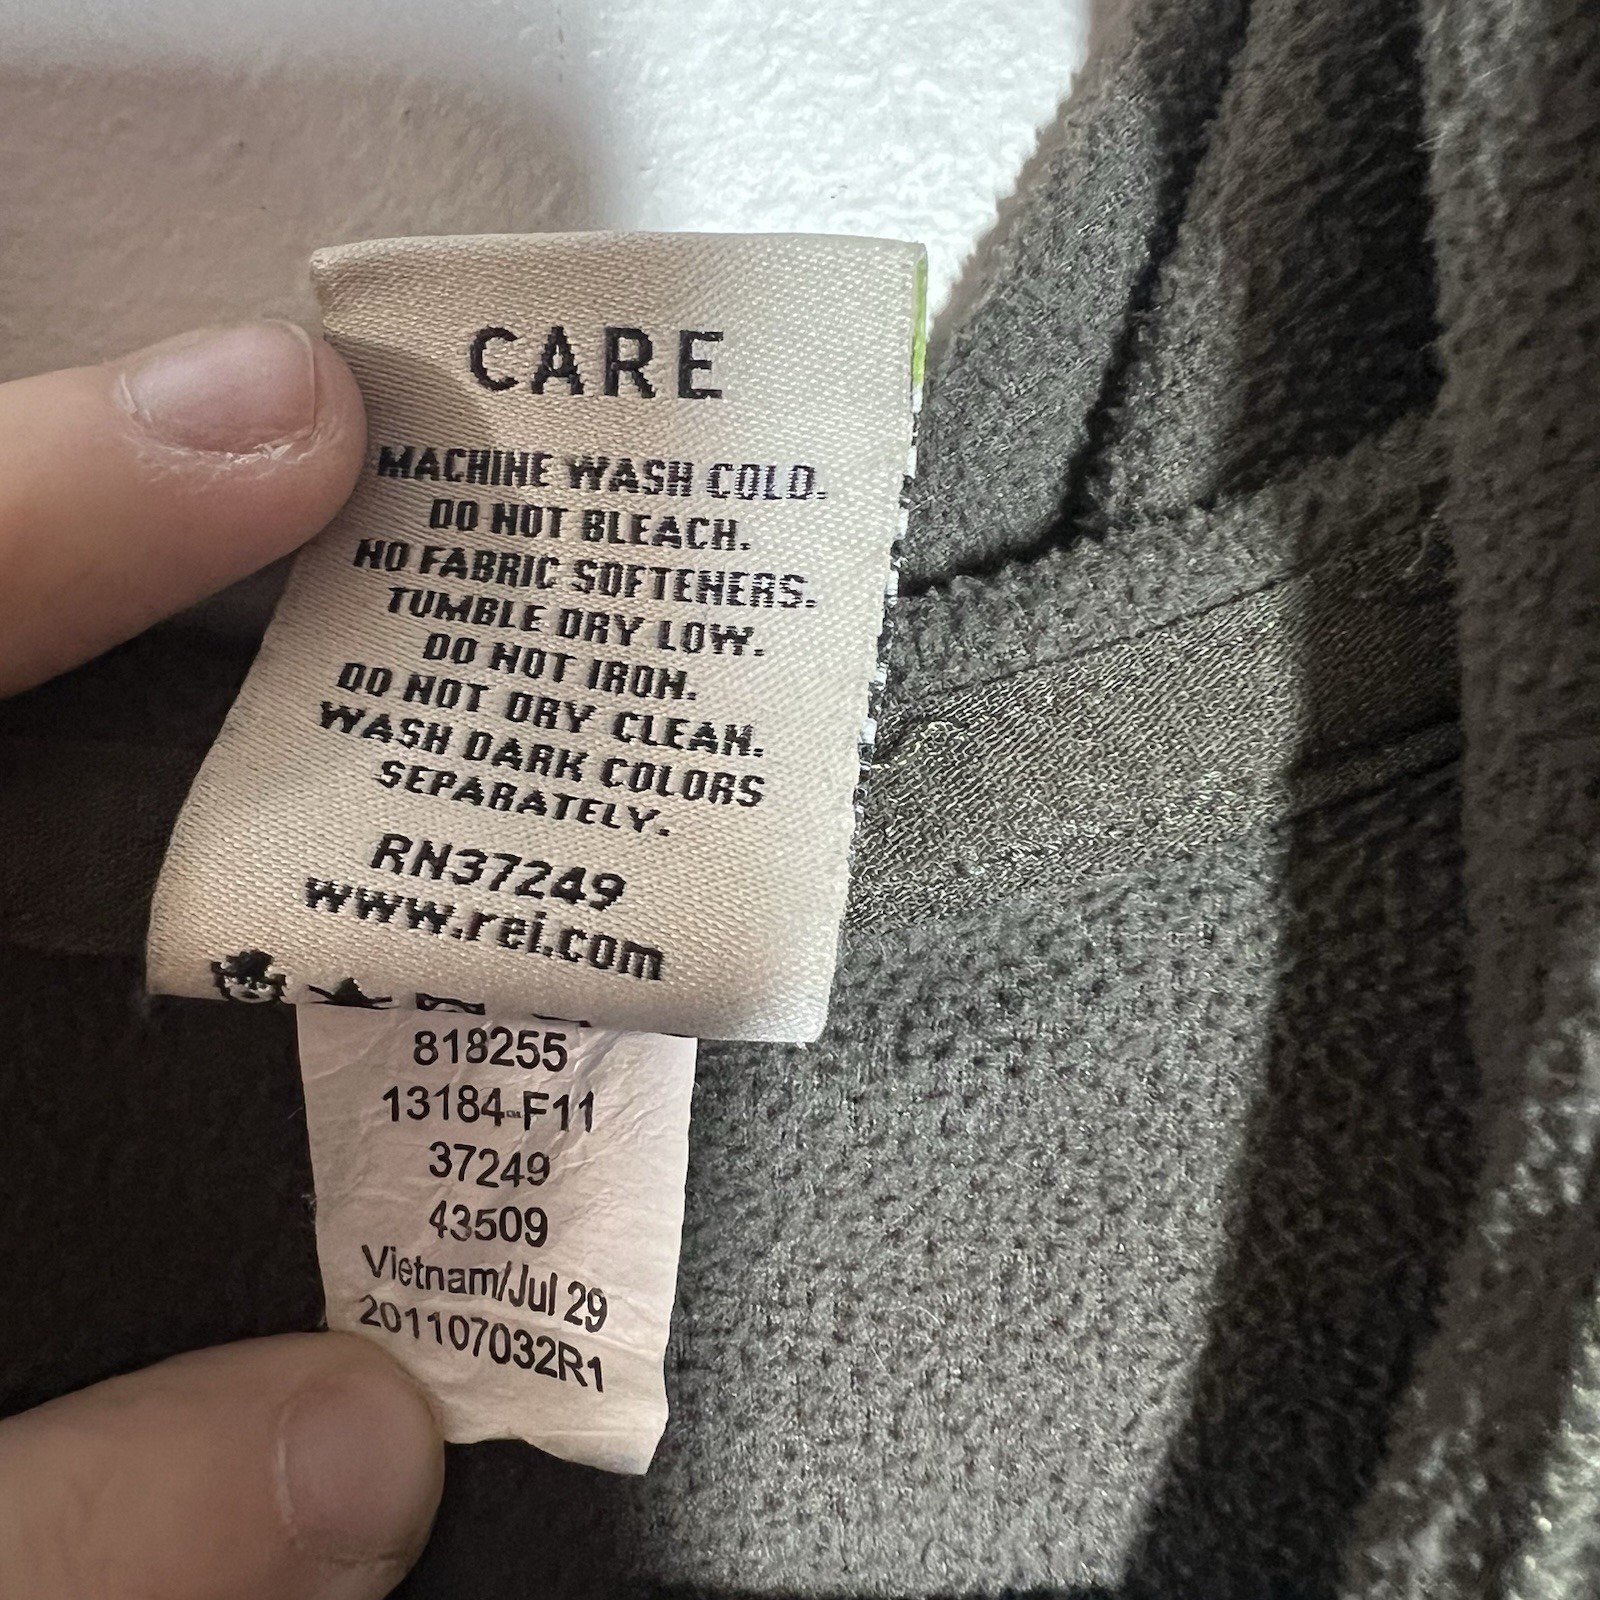 CARE
MACHINE WASH COLD.
DO NOT BLEACH.
NO FABRIC SOFTENERS.
TUMBLE DRY LOW.
DO NOT IRON.
DO NOT DRY CLEAN.
WASH DARK COLORS
SEPARATELY.
RN37249
www.rei.com
818255
13184-F11
37249
43509
Vietnam/Jul 29
201107032R1